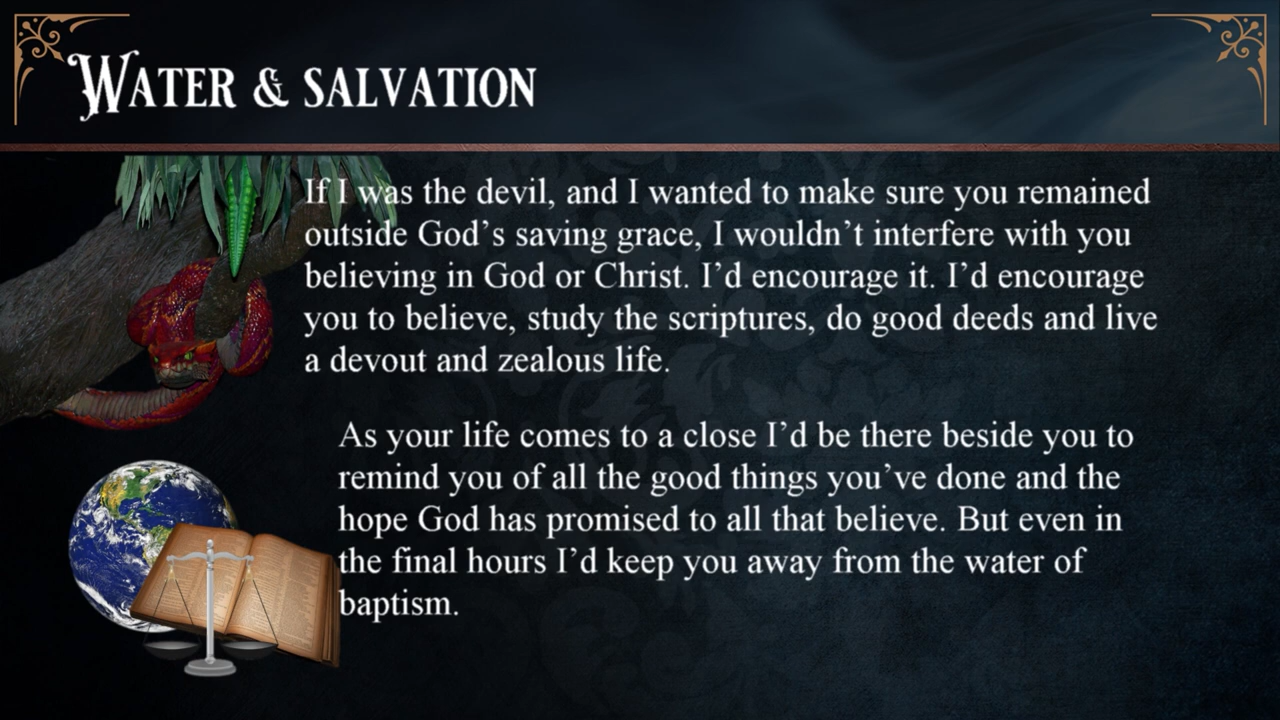 WATER & SALVATION
If I was the devil, and I wanted to make sure you remained
outside God's saving grace, I wouldn't interfere with you
believing in God or Christ. I'd encourage it. I'd encourage
you to believe, study the scriptures, do good deeds and live
a devout and zealous life.
As your life comes to a close I'd be there beside you to
remind you of all the good things you've done and the
hope God has promised to all that believe. But even in
the final hours I'd keep you away from the water of
baptism.